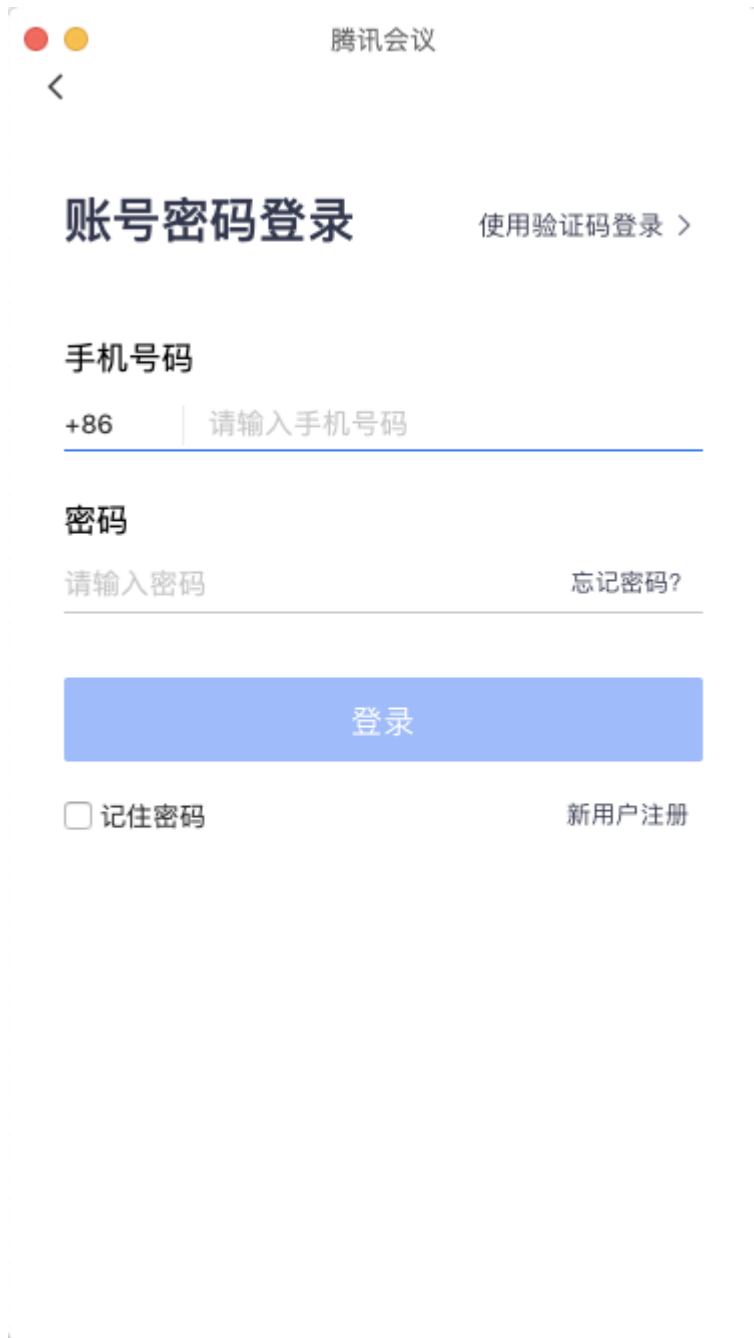 腾讯会议
账号密码登录
使用验证码登录
手机号码
+86 请输入手机号码
密码
请输入密码 忘记密码?
登录
记住密码 新用户注册